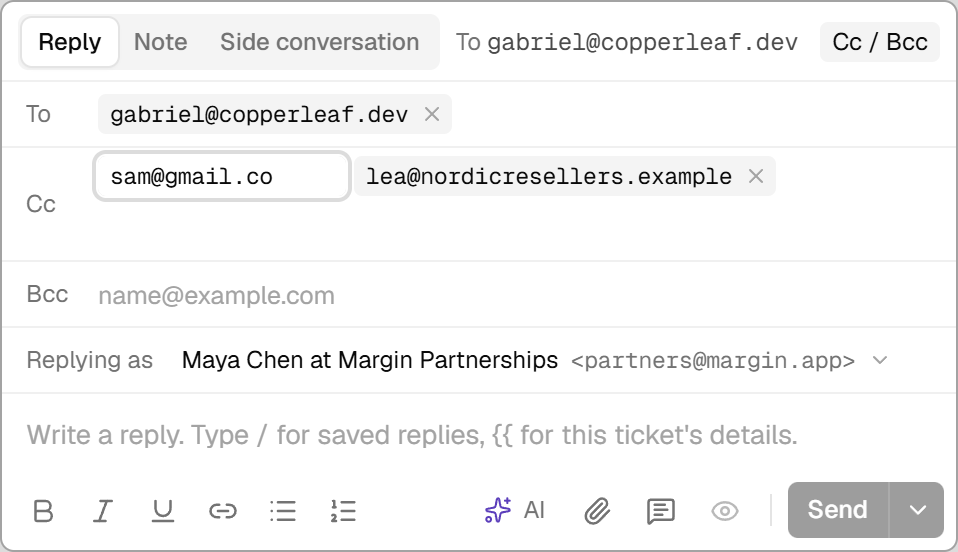 Reply Note Side conversation To gabriel@copperleaf.dev Cc / Bcc
To gabriel@copperleaf.dev
Cc sam@gmail.co lea@nordicresellers.example
Bcc name@example.com
Replying as Maya Chen at Margin Partnerships <partners@margin.app>
Write a reply. Type / for saved replies, {{ for this ticket's details.
B I U AI Send